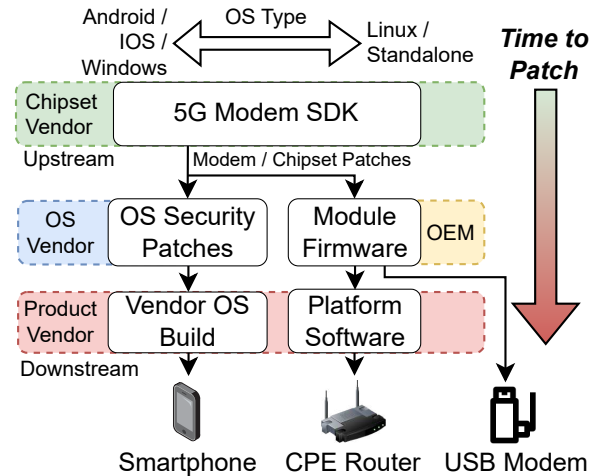 Android /
IOS /
Windows
OS Type
Linux /
Standalone
Time to
Patch
Chipset
Vendor
5G Modem SDK
Upstream
Modem / Chipset Patches
OS
Vendor
OS Security
Patches
Module
Firmware
OEM
Product
Vendor
Vendor OS
Build
Platform
Software
Downstream
Smartphone
CPE Router
USB Modem